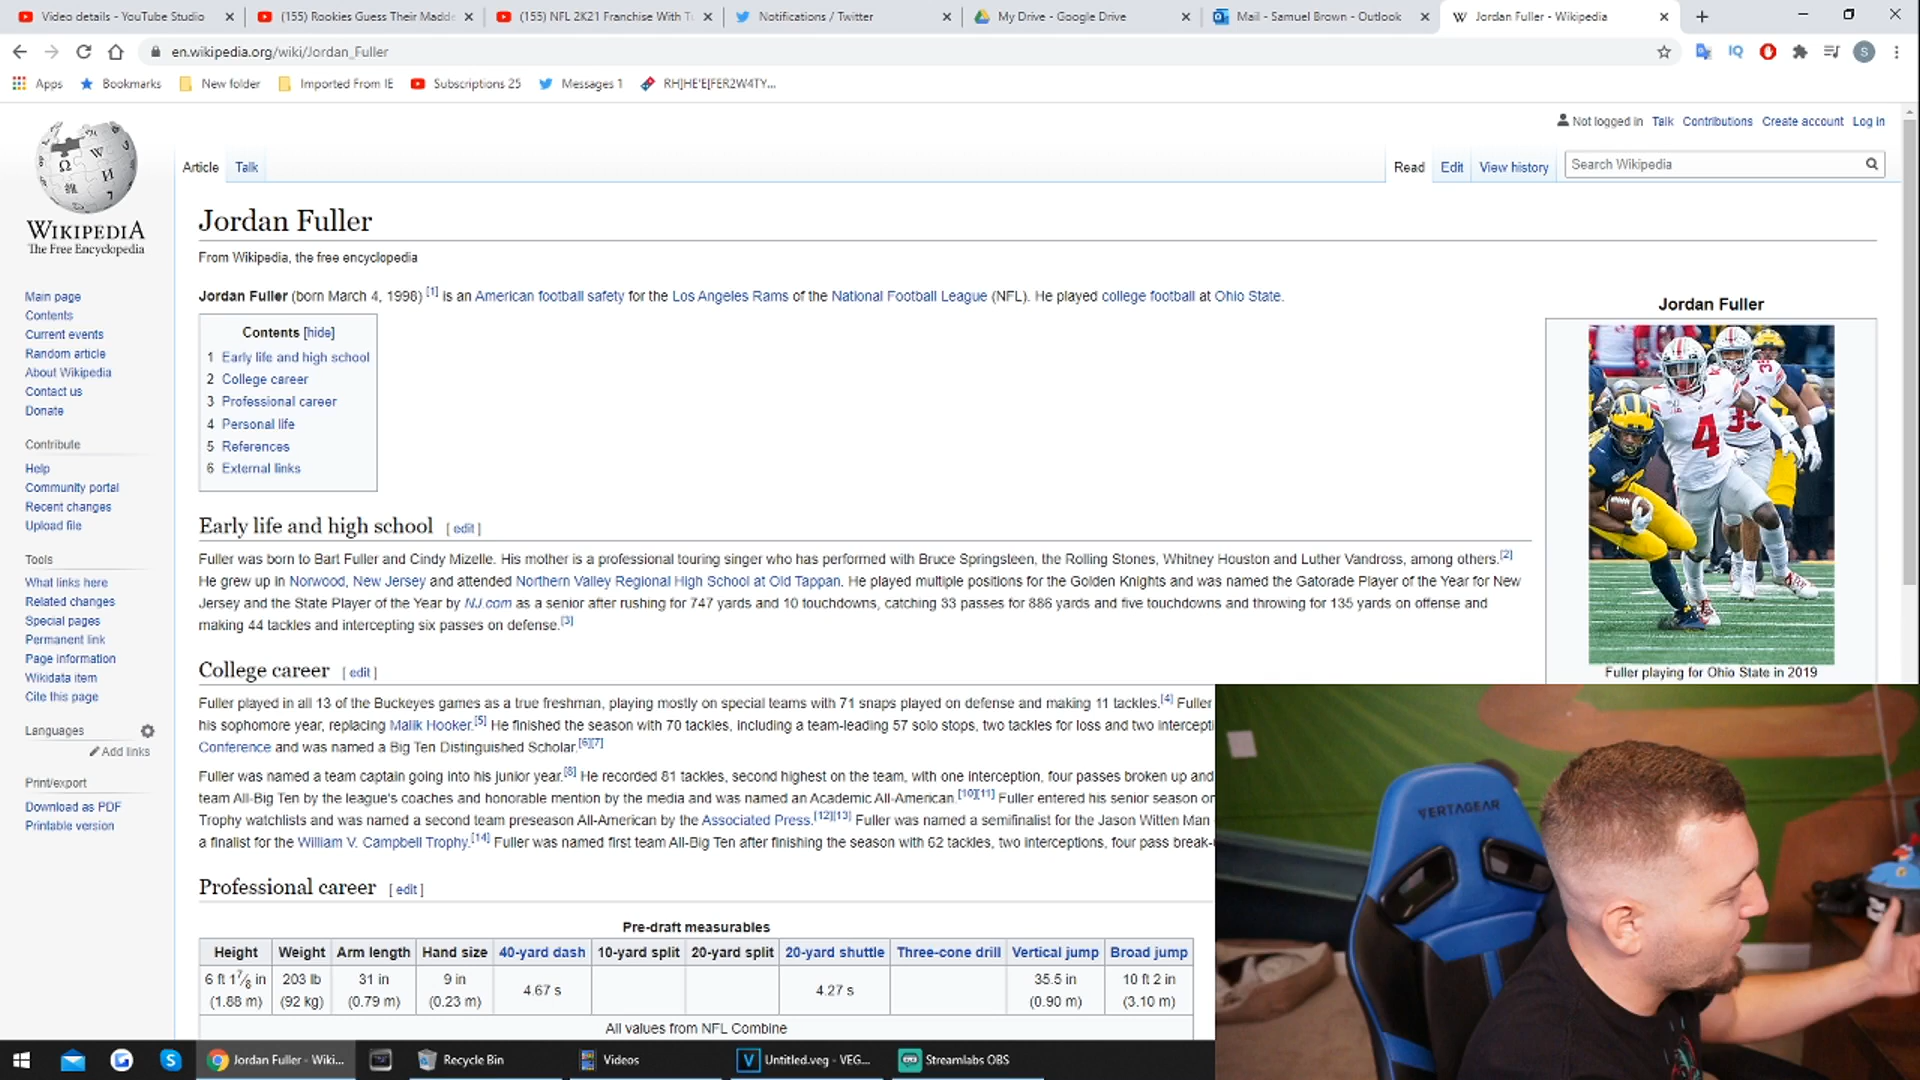 Video details - YouTube Studio
(155) Rookies Guess Their Madde
(155) NFL 2K21 Franchise With T
Notifications / Twitter
My Drive - Google Drive
Mail - Samuel Brown - Outlook
Jordan Fuller - Wikipedia
en.wikipedia.org/wiki/Jordan_Fuller
Apps
Bookmarks
New folder
Imported From IE
Subscriptions 25
Messages 1
RH]HE'E[FER2W4TY...
WIKIPEDIA
The Free Encyclopedia
Not logged in Talk Contributions Create account Log in
Article Talk
Read Edit View history
Search Wikipedia
Jordan Fuller
From Wikipedia, the free encyclopedia
Jordan Fuller (born March 4, 1998) [1] is an American football safety for the Los Angeles Rams of the National Football League (NFL). He played college football at Ohio State.
Contents [hide]
1 Early life and high school
2 College career
3 Professional career
4 Personal life
5 References
6 External links
Main page
Contents
Current events
Random article
About Wikipedia
Contact us
Donate
Contribute
Help
Community portal
Recent changes
Upload file
Tools
What links here
Related changes
Special pages
Permanent link
Page information
Wikidata item
Cite this page
Languages
Add links
Print/export
Download as PDF
Printable version
Jordan Fuller
4
Fuller playing for Ohio State in 2019
Early life and high school [ edit ]
Fuller was born to Bart Fuller and Cindy Mizelle. His mother is a professional touring singer who has performed with Bruce Springsteen, the Rolling Stones, Whitney Houston and Luther Vandross, among others.[2]
He grew up in Norwood, New Jersey and attended Northern Valley Regional High School at Old Tappan. He played multiple positions for the Golden Knights and was named the Gatorade Player of the Year for New
Jersey and the State Player of the Year by NJ.com as a senior after rushing for 747 yards and 10 touchdowns, catching 33 passes for 886 yards and five touchdowns and throwing for 135 yards on offense and
making 44 tackles and intercepting six passes on defense.[3]
College career [ edit ]
Fuller played in all 13 of the Buckeyes games as a true freshman, playing mostly on special teams with 71 snaps played on defense and making 11 tackles.[4] Fuller
his sophomore year, replacing Malik Hooker.[5] He finished the season with 70 tackles, including a team-leading 57 solo stops, two tackles for loss and two intercepti
Conference and was named a Big Ten Distinguished Scholar.[6][7]
Fuller was named a team captain going into his junior year.[8] He recorded 81 tackles, second highest on the team, with one interception, four passes broken up and
team All-Big Ten by the league's coaches and honorable mention by the media and was named an Academic All-American.[10][11] Fuller entered his senior season or
Trophy watchlists and was named a second team preseason All-American by the Associated Press.[12][13] Fuller was named a semifinalist for the Jason Witten Man
a finalist for the William V. Campbell Trophy.[14] Fuller was named first team All-Big Ten after finishing the season with 62 tackles, two interceptions, four pass break-
Professional career [ edit ]
Pre-draft measurables
Height Weight Arm length Hand size 40-yard dash 10-yard split 20-yard split 20-yard shuttle Three-cone drill Vertical jump Broad jump
6 ft 1⅞ in 203 lb 31 in 9 in 4.67 s 4.27 s 35.5 in 10 ft 2 in
(1.88 m) (92 kg) (0.79 m) (0.23 m) (0.90 m) (3.10 m)
All values from NFL Combine
VERTAGEAR
Jordan Fuller - Wiki...
Recycle Bin
Videos
Untitled.veg - VEG...
Streamlabs OBS